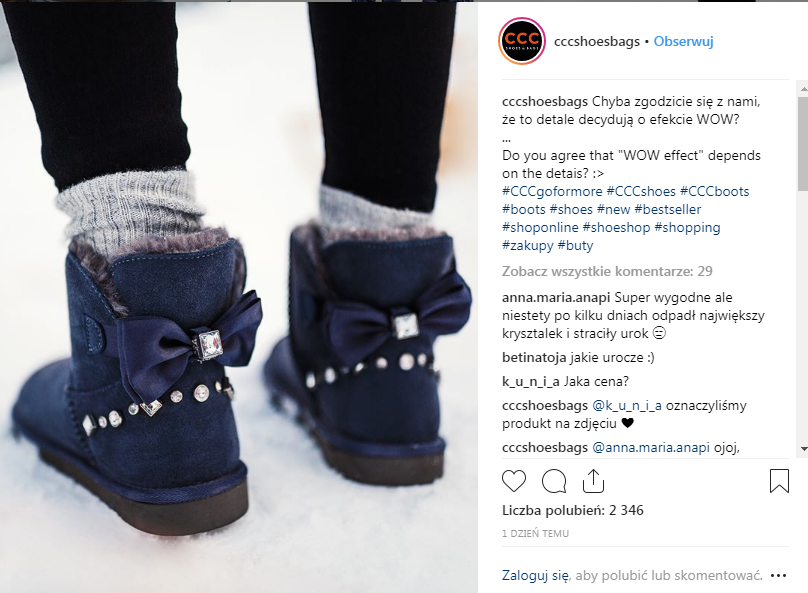 CCC
SHOES & BAGS
cccshoesbags • Obserwuj
cccshoesbags Chyba zgodzicie się z nami,
że to detale decydują o efekcie WOW?
...
Do you agree that "WOW effect" depends
on the detais? :>
#CCCgoformore #CCCshoes #CCCboots
#boots #shoes #new #bestseller
#shoponline #shoeshop #shopping
#zakupy #buty
Zobacz wszystkie komentarze: 29
anna.maria.anapi Super wygodne ale
niestety po kilku dniach odpadł największy
krysztalek i straciły urok 😒
betinatoja jakie urocze :)
k_u_n_i_a Jaka cena?
cccshoesbags @k_u_n_i_a oznaczyliśmy
produkt na zdjęciu ♥
cccshoesbags @anna.maria.anapi ojoj,
Liczba polubień: 2 346
1 DZIEŃ TEMU
Zaloguj się, aby polubić lub skomentować. •••